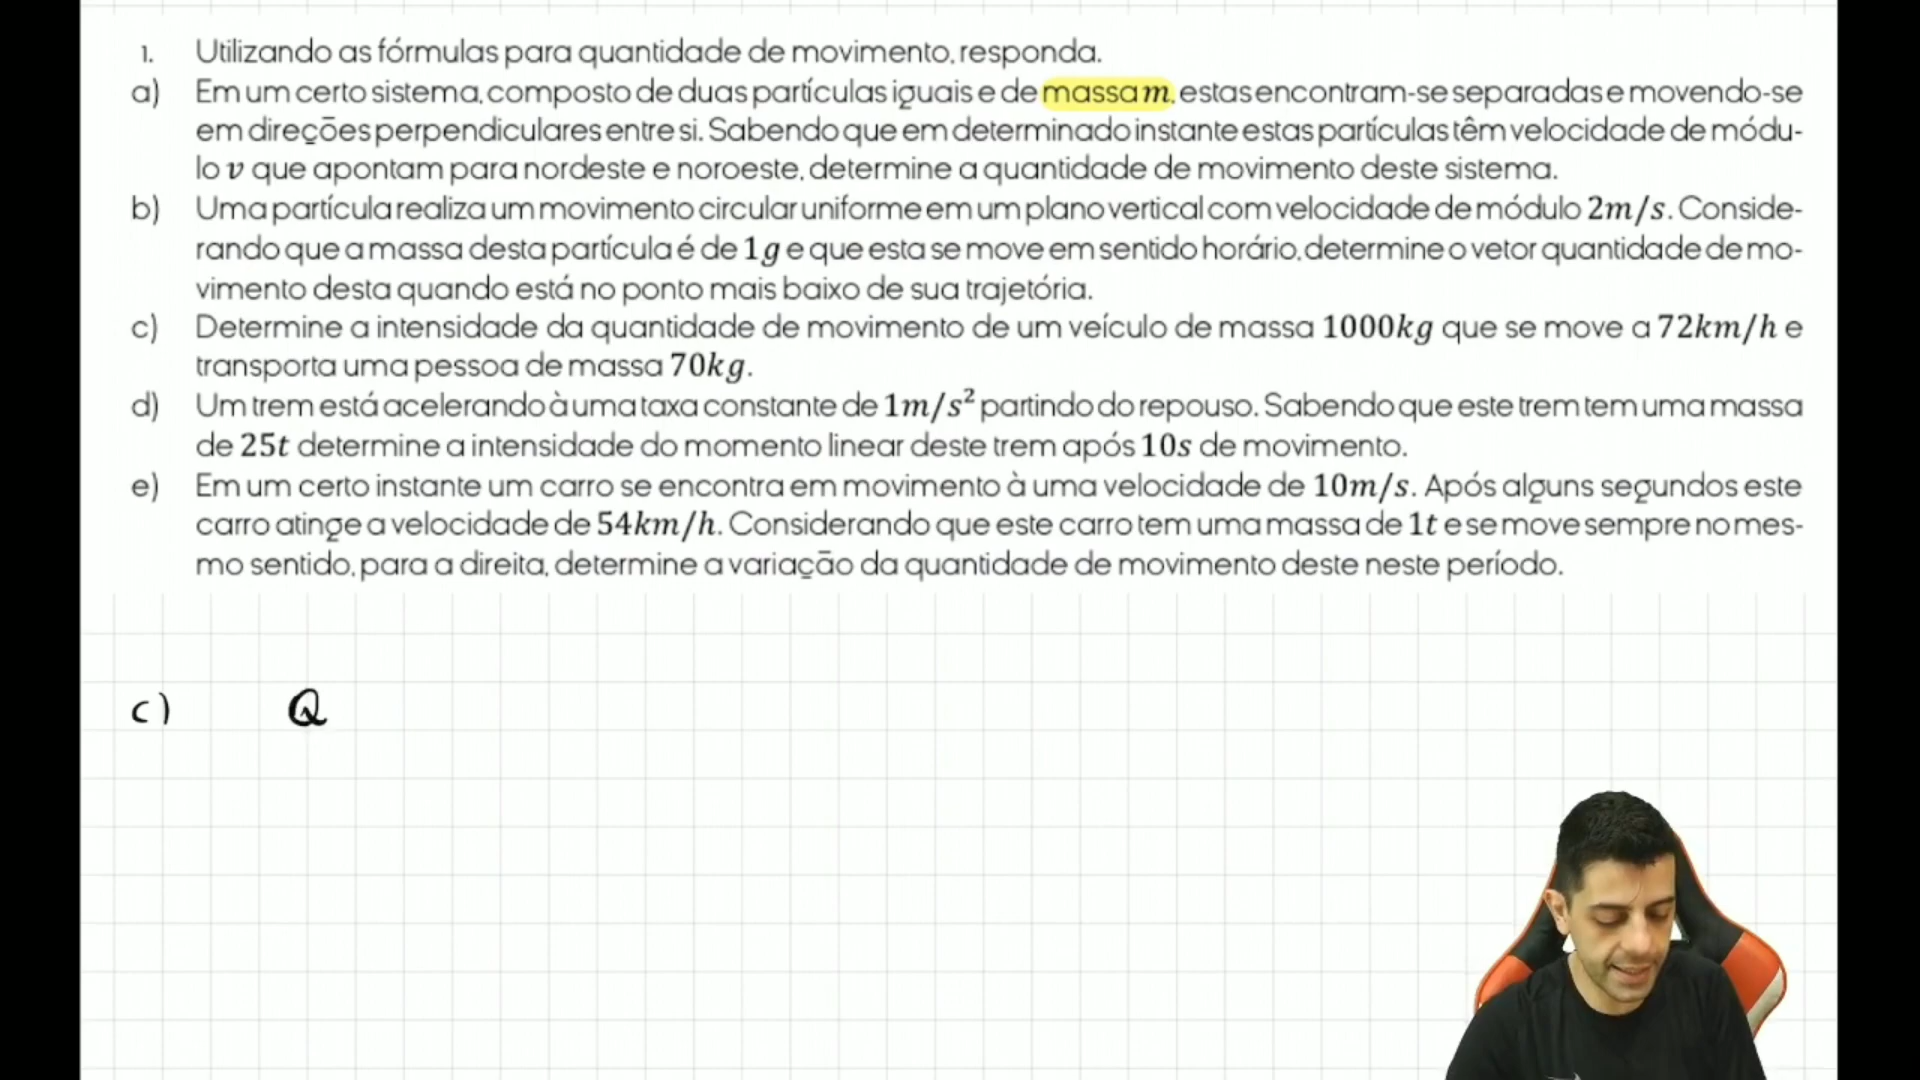 1. Utilizando as fórmulas para quantidade de movimento, responda.
a) Em um certo sistema, composto de duas partículas iguais e de massa m, estas encontram-se separadas e movendo-se
em direções perpendiculares entre si. Sabendo que em determinado instante estas partículas têm velocidade de módu-
lo v que apontam para nordeste e noroeste, determine a quantidade de movimento deste sistema.
b) Uma partícula realiza um movimento circular uniforme em um plano vertical com velocidade de módulo 2m/s. Conside-
rando que a massa desta partícula é de 1g e que esta se move em sentido horário, determine o vetor quantidade de mo-
vimento desta quando está no ponto mais baixo de sua trajetória.
c) Determine a intensidade da quantidade de movimento de um veículo de massa 1000kg que se move a 72km/h e
transporta uma pessoa de massa 70kg.
d) Um trem está acelerando à uma taxa constante de 1m/s² partindo do repouso. Sabendo que este trem tem uma massa
de 25t determine a intensidade do momento linear deste trem após 10s de movimento.
e) Em um certo instante um carro se encontra em movimento à uma velocidade de 10m/s. Após alguns segundos este
carro atinge a velocidade de 54km/h. Considerando que este carro tem uma massa de 1t e se move sempre no mes-
mo sentido, para a direita, determine a variação da quantidade de movimento deste neste período.
c) Q